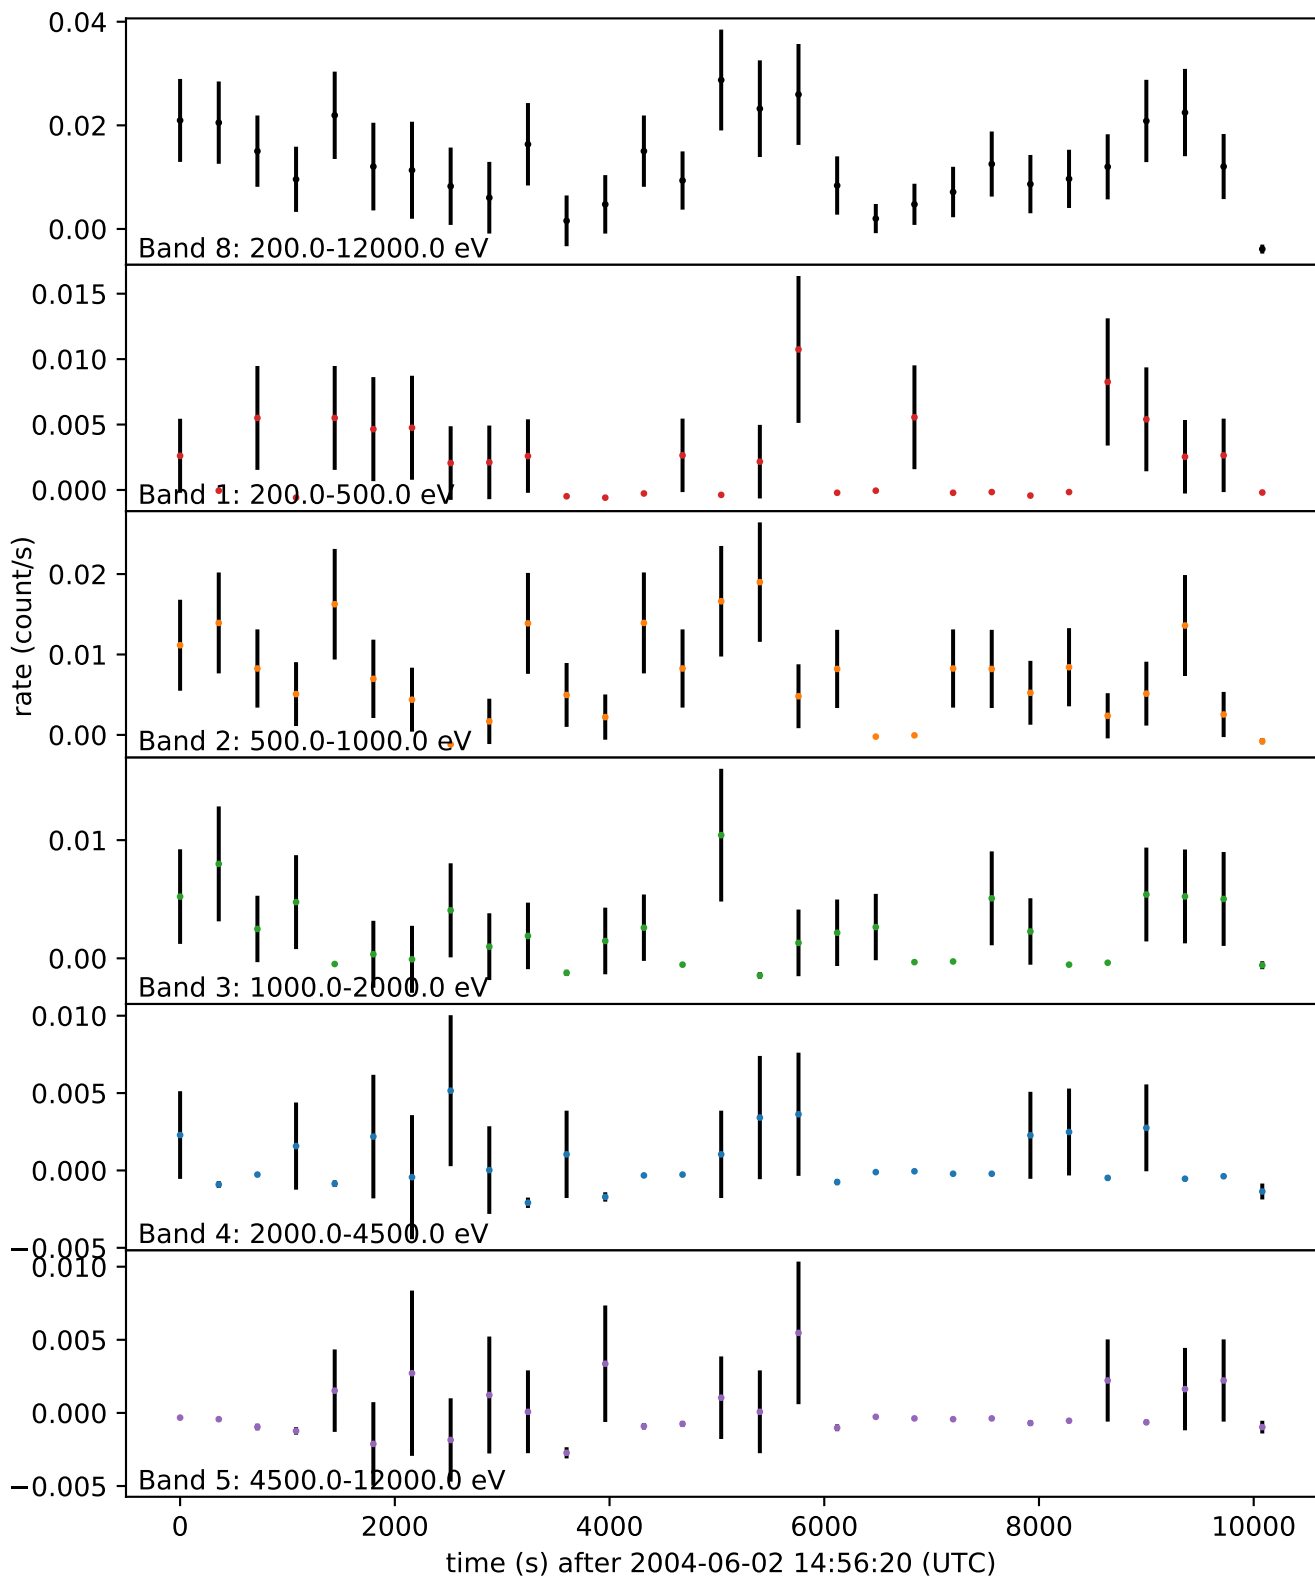 0.04
0.02
0.00
Band 8: 200.0-12000.0 eV
0.015
0.010
0.005
0.000
Band 1: 200.0-500.0 eV
0.02
0.01
0.00
Band 2: 500.0-1000.0 eV
rate (count/s)
0.01
0.00
Band 3: 1000.0-2000.0 eV
0.010
0.005
0.000
−0.005
Band 4: 2000.0-4500.0 eV
0.010
0.005
0.000
−0.005
Band 5: 4500.0-12000.0 eV
0 2000 4000 6000 8000 10000
time (s) after 2004-06-02 14:56:20 (UTC)